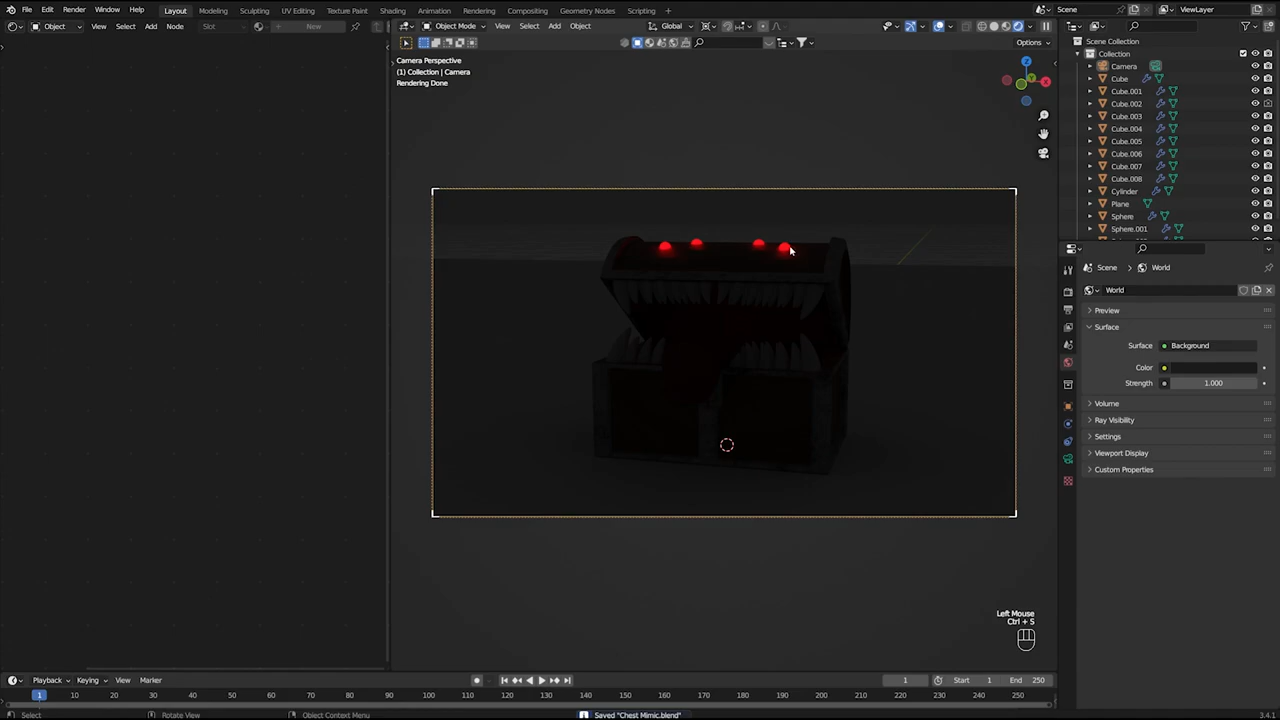 File Edit Render Window Help Layout Modeling Sculpting UV Editing Texture Paint Shading Animation Rendering Compositing Geometry Nodes Scripting Scene ViewLayer
Object View Select Add Node Slot New Object Mode View Select Add Object Global
Options
Camera Perspective
(1) Collection | Camera
Rendering Done
Scene Collection
Collection
Camera
Cube
Cube.001
Cube.002
Cube.003
Cube.004
Cube.005
Cube.006
Cube.007
Cube.008
Cylinder
Plane
Sphere
Sphere.001
Scene > World
World
Preview
Surface
Surface Background
Color
Strength 1.000
Volume
Ray Visibility
Settings
Viewport Display
Custom Properties
Left Mouse
Ctrl + S
Playback Keying View Marker 1 Start 1 End 250
1 10 20 30 40 50 60 70 80 90 100 110 120 130 140 150 160 170 180 190 200 210 220 230 240 250
Select Rotate View Object Context Menu Saved "Chest Mimic.blend" 3.4.1